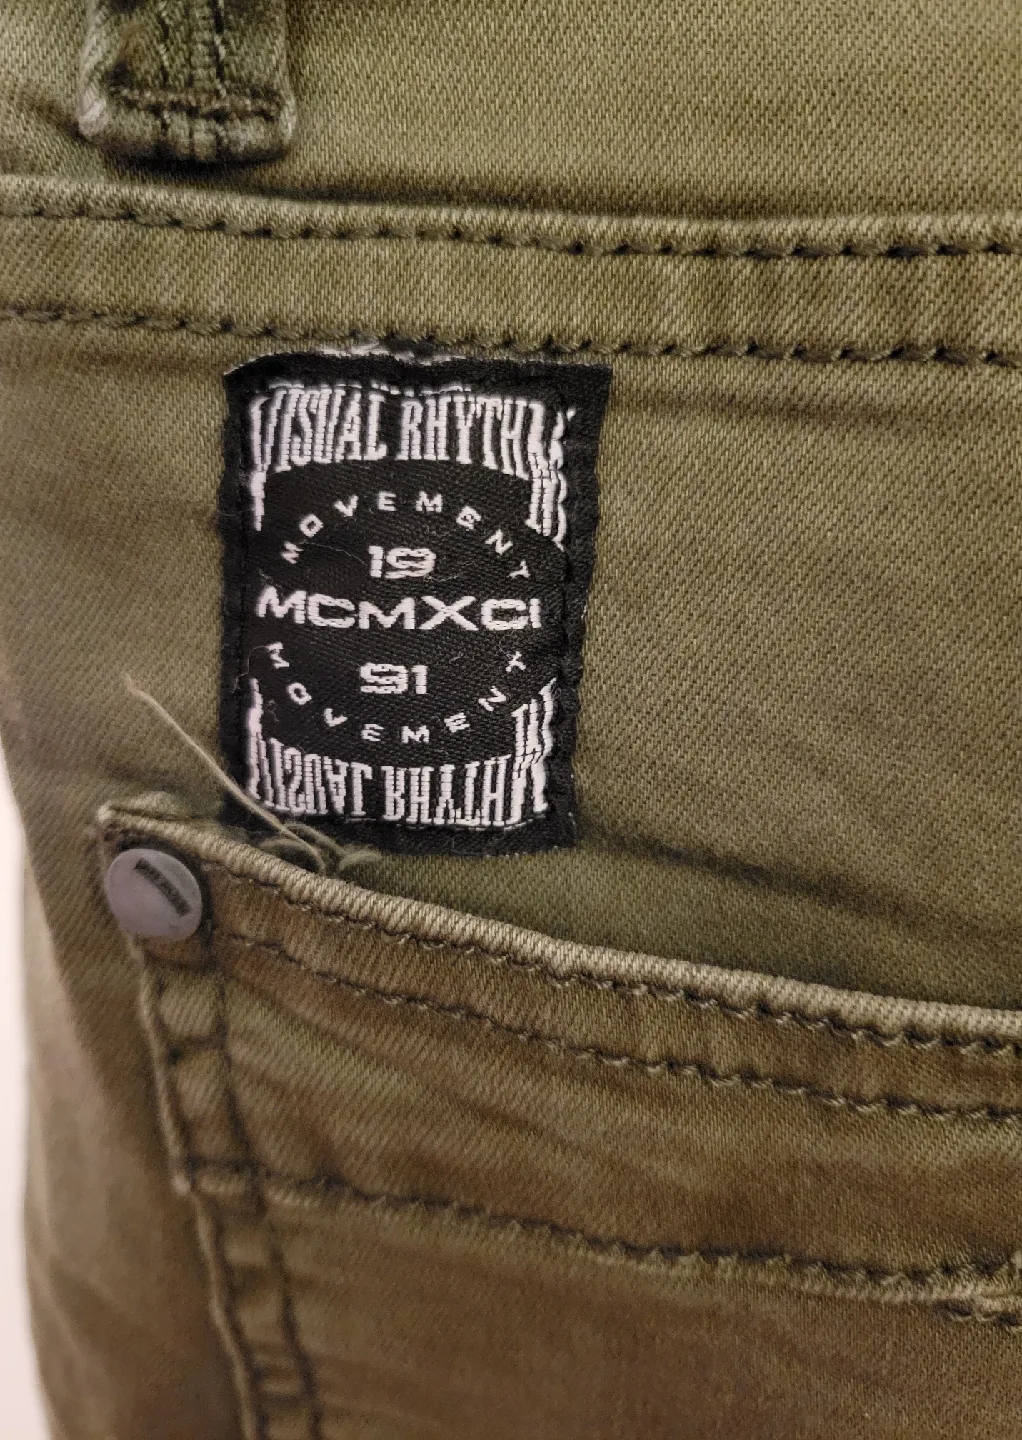 VISUAL RHYTHM
MOVEMENT
19
MCMXCI
91
MOVEMENT
VISUAL RHYTHM